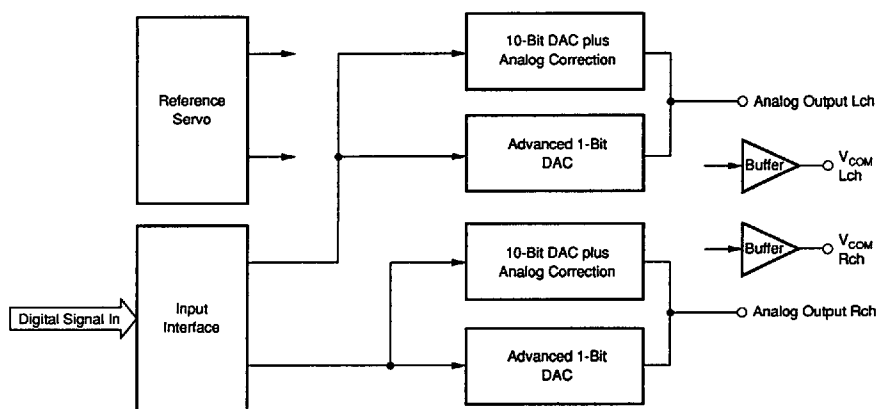 Reference
Servo
10-Bit DAC plus
Analog Correction
Analog Output Lch
Advanced 1-Bit
DAC
Buffer
VCOM
Lch
Digital Signal In
Input
Interface
10-Bit DAC plus
Analog Correction
Buffer
VCOM
Rch
Analog Output Rch
Advanced 1-Bit
DAC